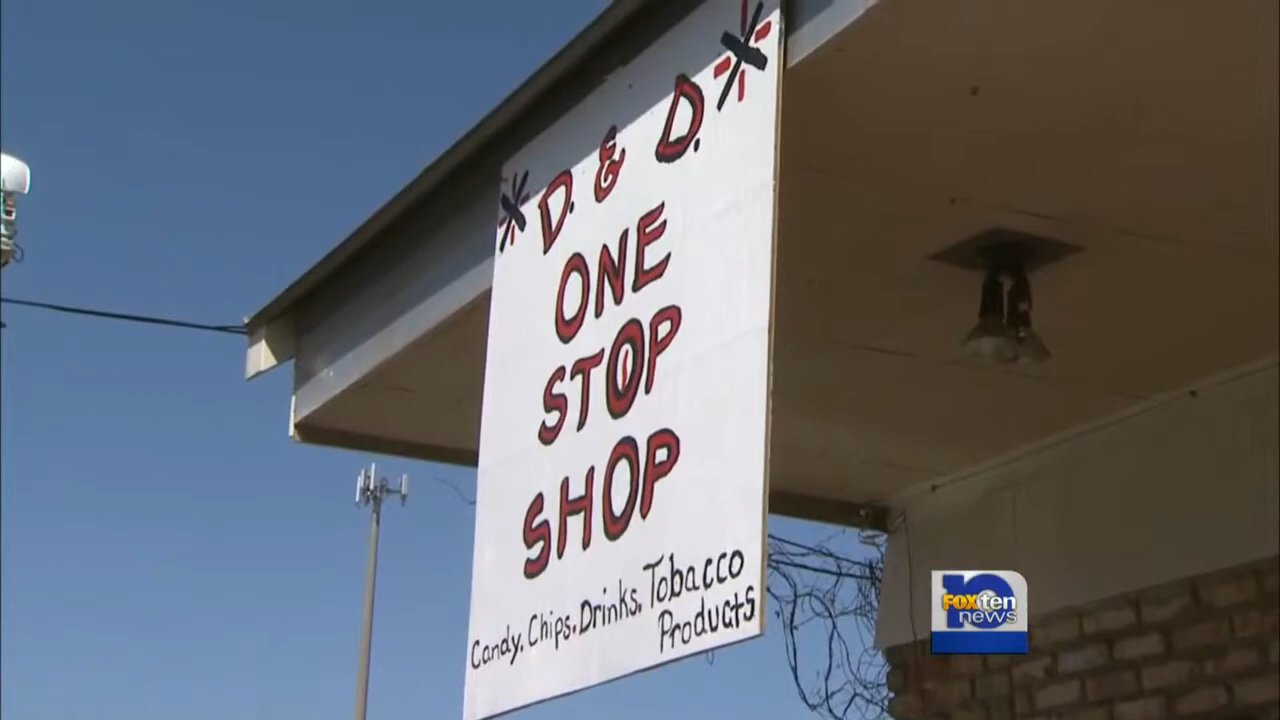 D. & D.
ONE
STOP
SHOP
Candy. Chips. Drinks. Tobacco
Products
10
FOX ten
news